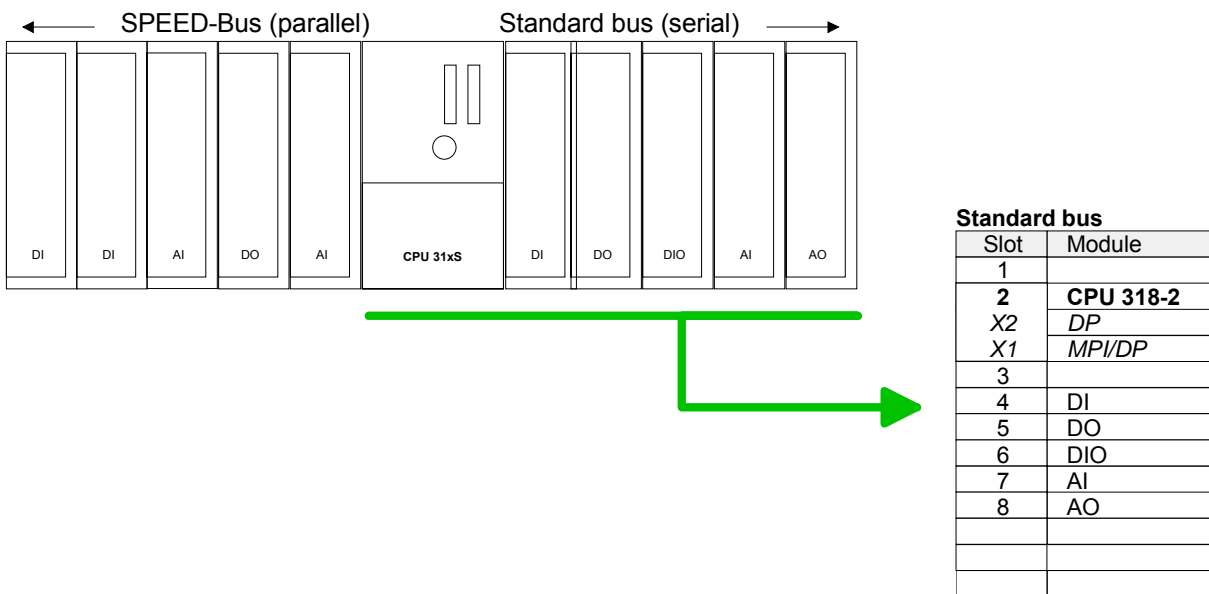 SPEED-Bus (parallel) Standard bus (serial)
DI DI AI DO AI CPU 31xS DI DO DIO AI AO
Standard bus
Slot Module
1
2 CPU 318-2
X2 DP
X1 MPI/DP
3
4 DI
5 DO
6 DIO
7 AI
8 AO